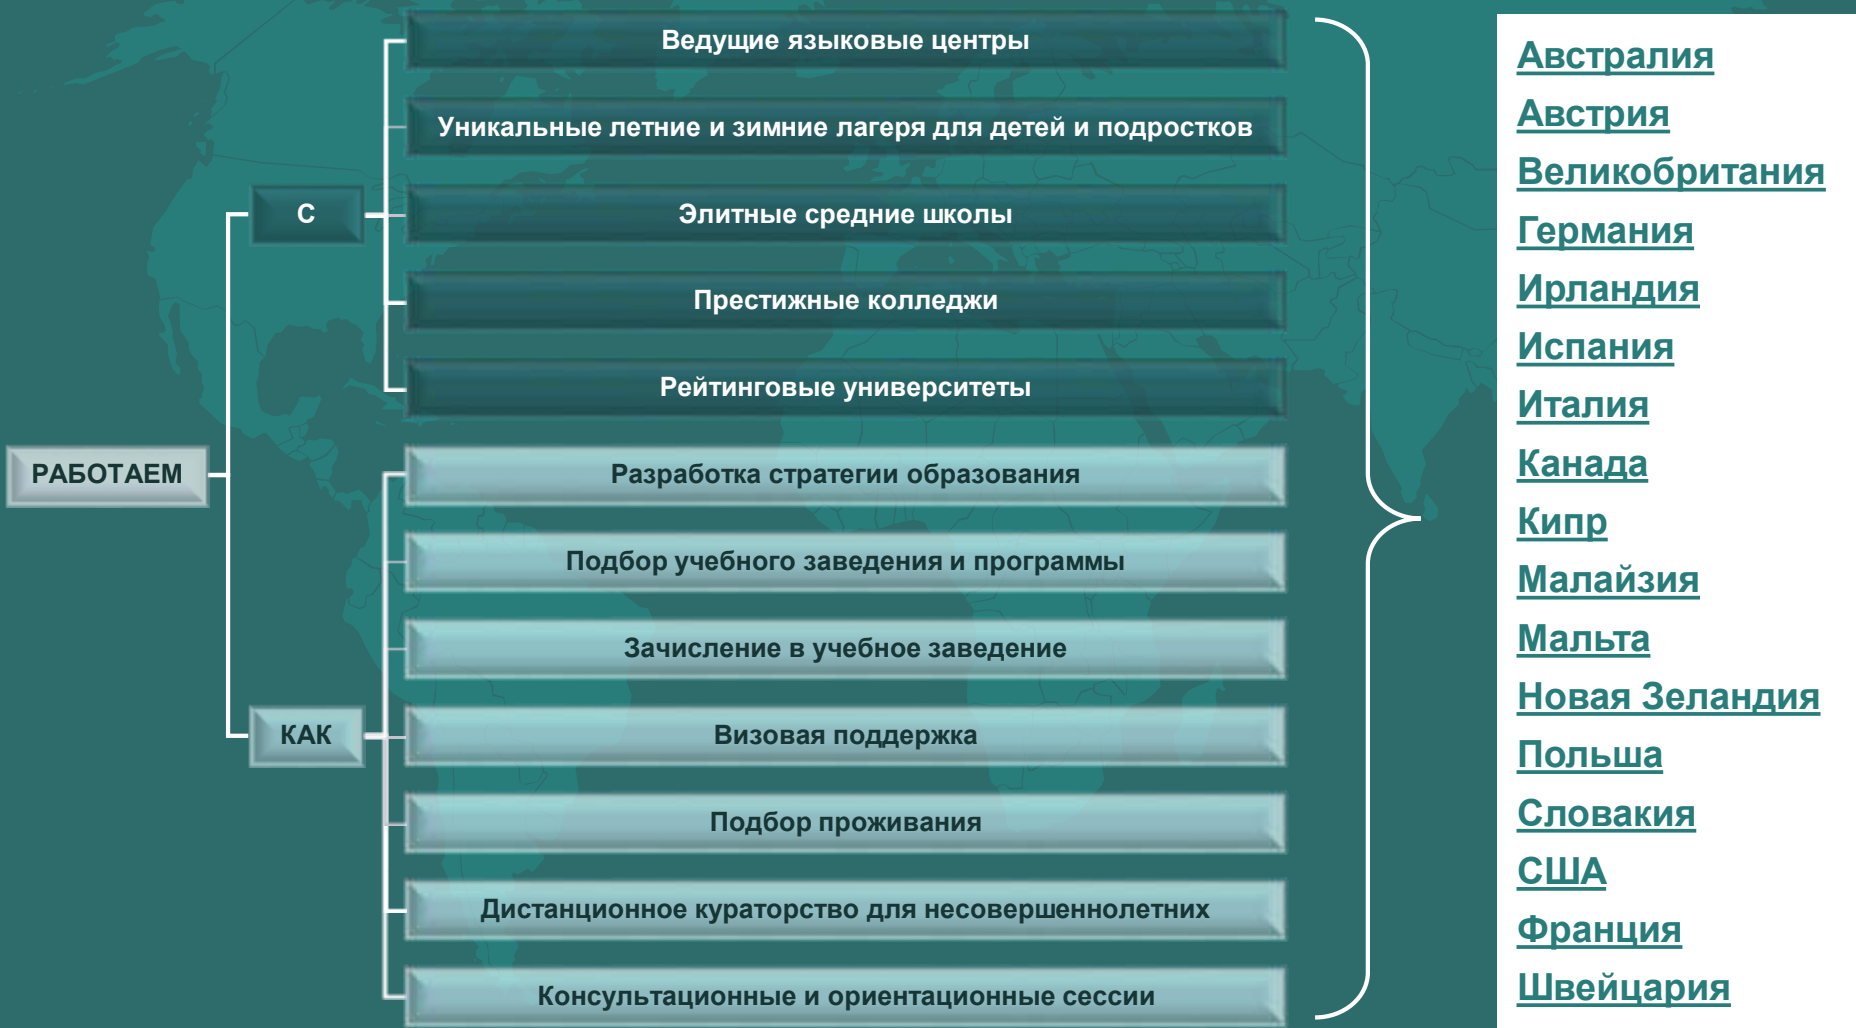 РАБОТАЕМ
С
Ведущие языковые центры
Уникальные летние и зимние лагеря для детей и подростков
Элитные средние школы
Престижные колледжи
Рейтинговые университеты
КАК
Разработка стратегии образования
Подбор учебного заведения и программы
Зачисление в учебное заведение
Визовая поддержка
Подбор проживания
Дистанционное кураторство для несовершеннолетних
Консультационные и ориентационные сессии
Австралия
Австрия
Великобритания
Германия
Ирландия
Испания
Италия
Канада
Кипр
Малайзия
Мальта
Новая Зеландия
Польша
Словакия
США
Франция
Швейцария